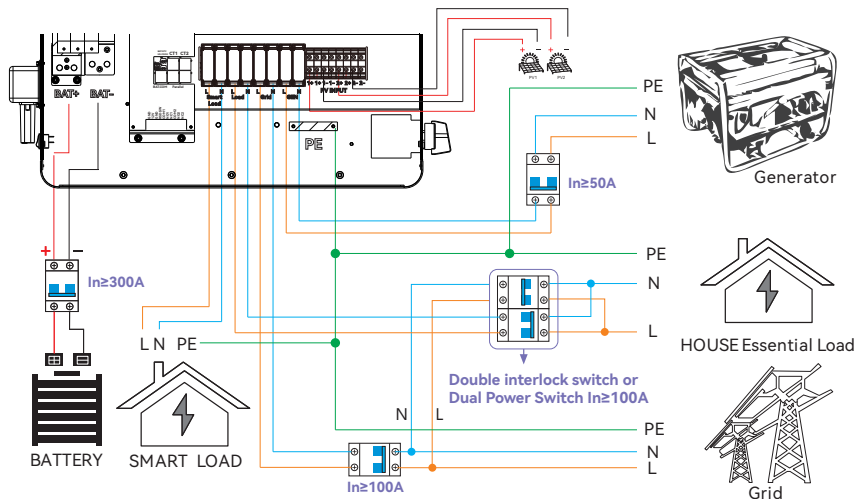 CT1 CT2
BAT+ BAT-
Parallel
L N L N L N L N
Smart Load
Load
Grid
GEN
PV INPUT
+ − + −
PV1 PV2
PE
PE
N
L
Generator
In≥50A
+ −
In≥300A
PE
N
L
HOUSE Essential Load
L N PE
Double interlock switch or
Dual Power Switch In≥100A
N L
BATTERY
SMART LOAD
In≥100A
PE
N
L
Grid